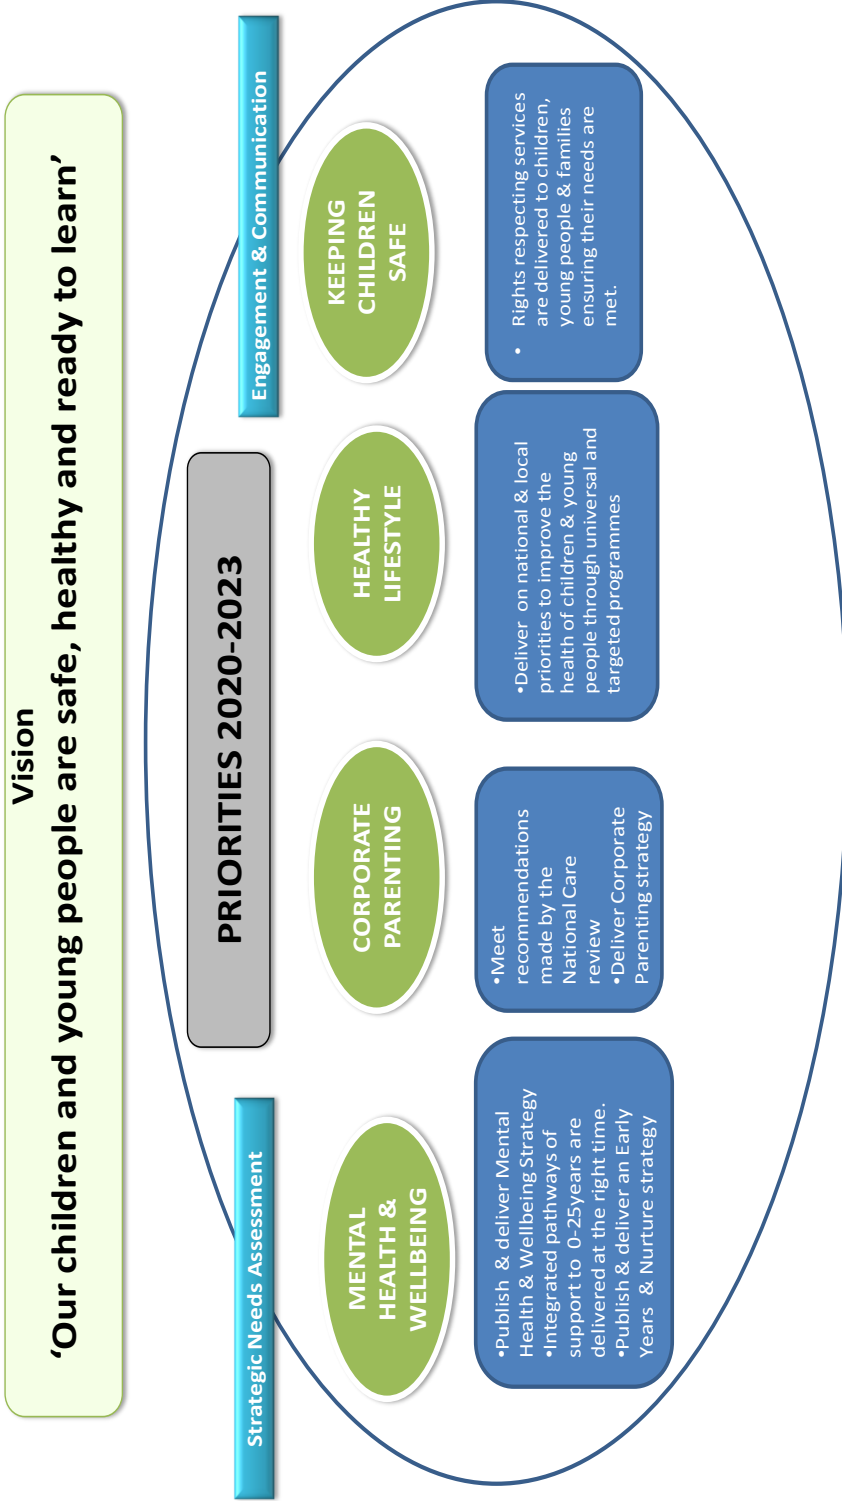 Vision
‘Our children and young people are safe, healthy and ready to learn’
Strategic Needs Assessment
PRIORITIES 2020-2023
Engagement & Communication
MENTAL
HEALTH &
WELLBEING
CORPORATE
PARENTING
HEALTHY
LIFESTYLE
KEEPING
CHILDREN
SAFE
•Publish & deliver Mental
Health & Wellbeing Strategy
•Integrated pathways of
support to 0-25years are
delivered at the right time.
•Publish & deliver an Early
Years & Nurture strategy
•Meet
recommendations
made by the
National Care
review
•Deliver Corporate
Parenting strategy
•Deliver on national & local
priorities to improve the
health of children & young
people through universal and
targeted programmes
• Rights respecting services
are delivered to children,
young people & families
ensuring their needs are
met.